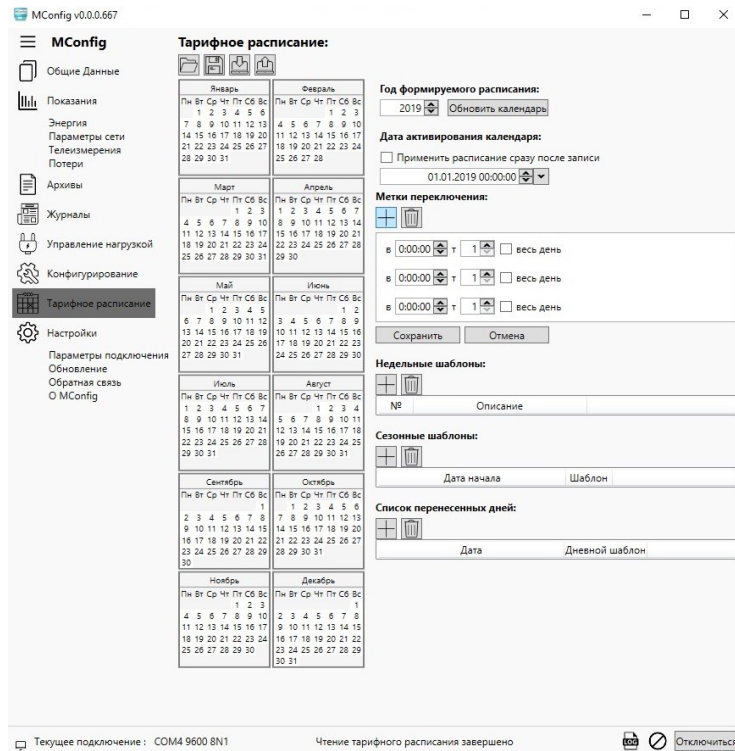 MConfig v0.0.0.667
MConfig
Общие Данные
Показания
Энергия
Параметры сети
Телеизмерения
Потери
Архивы
Журналы
Управление нагрузкой
Конфигурирование
Тарифное расписание
Настройки
Параметры подключения
Обновление
Обратная связь
О MConfig
Тарифное расписание:
Январь
Пн Вт Ср Чт Пт Сб Вс
1 2 3 4 5 6
7 8 9 10 11 12 13
14 15 16 17 18 19 20
21 22 23 24 25 26 27
28 29 30 31
Февраль
Пн Вт Ср Чт Пт Сб Вс
1 2 3
4 5 6 7 8 9 10
11 12 13 14 15 16 17
18 19 20 21 22 23 24
25 26 27 28
Март
Пн Вт Ср Чт Пт Сб Вс
1 2 3
4 5 6 7 8 9 10
11 12 13 14 15 16 17
18 19 20 21 22 23 24
25 26 27 28 29 30 31
Апрель
Пн Вт Ср Чт Пт Сб Вс
1 2 3 4 5 6 7
8 9 10 11 12 13 14
15 16 17 18 19 20 21
22 23 24 25 26 27 28
29 30
Май
Пн Вт Ср Чт Пт Сб Вс
1 2 3 4 5
6 7 8 9 10 11 12
13 14 15 16 17 18 19
20 21 22 23 24 25 26
27 28 29 30 31
Июнь
Пн Вт Ср Чт Пт Сб Вс
1 2
3 4 5 6 7 8 9
10 11 12 13 14 15 16
17 18 19 20 21 22 23
24 25 26 27 28 29 30
Июль
Пн Вт Ср Чт Пт Сб Вс
1 2 3 4 5 6 7
8 9 10 11 12 13 14
15 16 17 18 19 20 21
22 23 24 25 26 27 28
29 30 31
Август
Пн Вт Ср Чт Пт Сб Вс
1 2 3 4
5 6 7 8 9 10 11
12 13 14 15 16 17 18
19 20 21 22 23 24 25
26 27 28 29 30 31
Сентябрь
Пн Вт Ср Чт Пт Сб Вс
1
2 3 4 5 6 7 8
9 10 11 12 13 14 15
16 17 18 19 20 21 22
23 24 25 26 27 28 29
30
Октябрь
Пн Вт Ср Чт Пт Сб Вс
1 2 3 4 5 6
7 8 9 10 11 12 13
14 15 16 17 18 19 20
21 22 23 24 25 26 27
28 29 30 31
Ноябрь
Пн Вт Ср Чт Пт Сб Вс
1 2 3
4 5 6 7 8 9 10
11 12 13 14 15 16 17
18 19 20 21 22 23 24
25 26 27 28 29 30
Декабрь
Пн Вт Ср Чт Пт Сб Вс
1
2 3 4 5 6 7 8
9 10 11 12 13 14 15
16 17 18 19 20 21 22
23 24 25 26 27 28 29
30 31
Год формируемого расписания:
2019 Обновить календарь
Дата активирования календаря:
Применить расписание сразу после записи
01.01.2019 00:00:00
Метки переключения:
в 0:00:00 т 1 весь день
в 0:00:00 т 1 весь день
в 0:00:00 т 1 весь день
Сохранить Отмена
Недельные шаблоны:
№ Описание
Сезонные шаблоны:
Дата начала Шаблон
Список перенесенных дней:
Дата Дневной шаблон
Текущее подключение : COM4 9600 8N1
Чтение тарифного расписания завершено
LOG
Отключиться